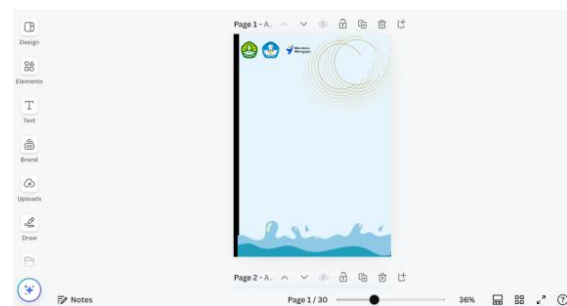 Page 1 - A..
Design
Elements
Text
Brand
Uploads
Draw
Page 2 - A..
Notes
Page 1 / 30
36%